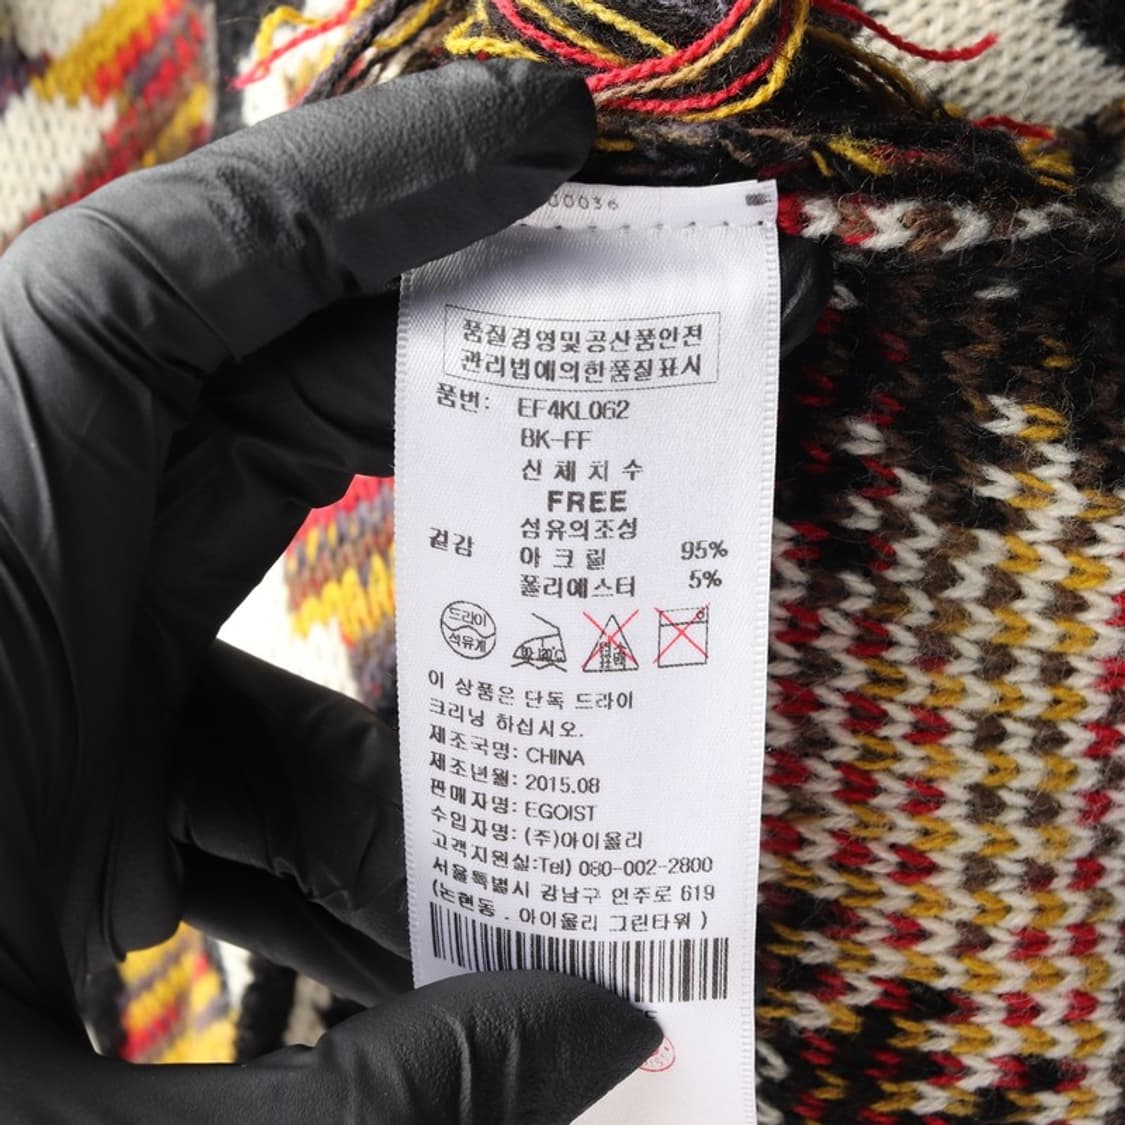 00036
품질경영및공산품안전
관리법에의한품질표시
품번: EF4KL062
BK-FF
신체치수
FREE
섬유의조성
겉감 아크릴 95%
폴리에스터 5%
드라이
석유계
이 상품은 단독 드라이
크리닝 하십시오.
제조국명: CHINA
제조년월: 2015.08
판매자명: EGOIST
수입자명: (주)아이올리
고객지원실:Tel) 080-002-2800
서울특별시 강남구 언주로 619
(논현동 . 아이올리 그린타워 )